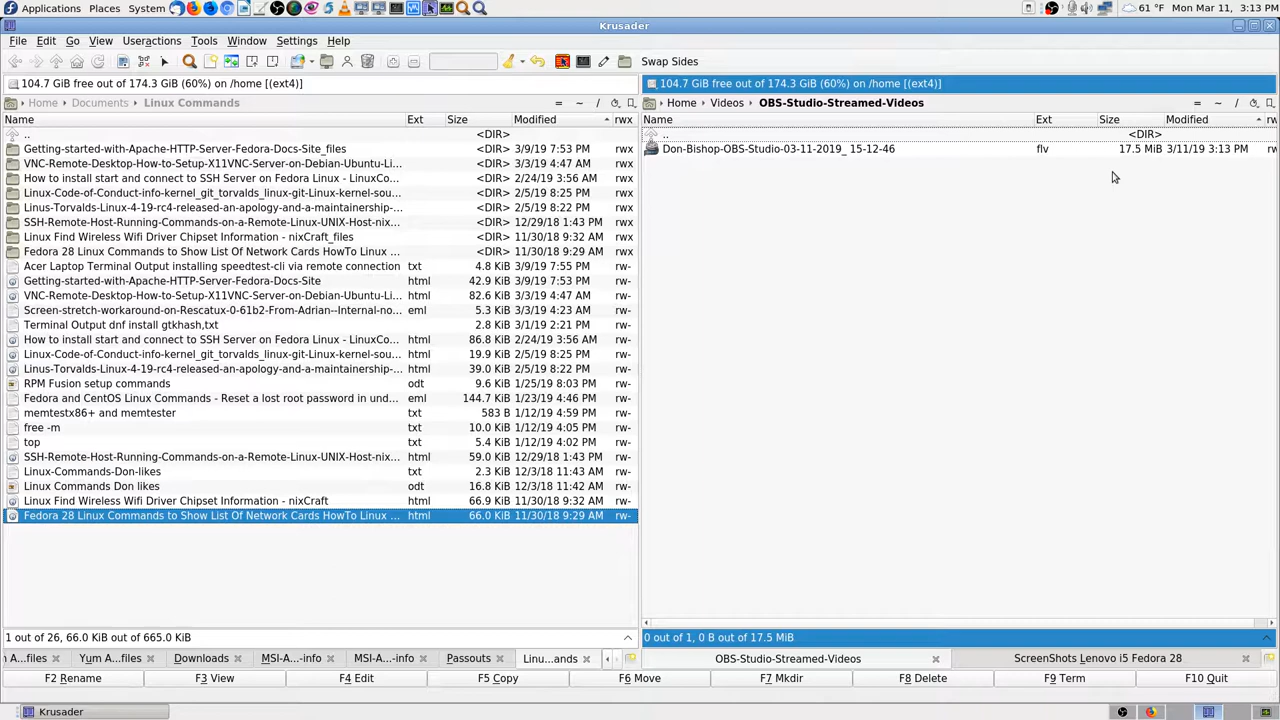 Applications Places System 61 °F Mon Mar 11, 3:13 PM
Krusader
File Edit Go View Useractions Tools Window Settings Help
Swap Sides
104.7 GiB free out of 174.3 GiB (60%) on /home [(ext4)]
Home Documents Linux Commands = ~ /
Name Ext Size Modified rwx
.. <DIR>
Getting-started-with-Apache-HTTP-Server-Fedora-Docs-Site_files <DIR> 3/9/19 7:53 PM rwx
VNC-Remote-Desktop-How-to-Setup-X11VNC-Server-on-Debian-Ubuntu-Li... <DIR> 3/3/19 4:47 AM rwx
How to install start and connect to SSH Server on Fedora Linux - LinuxCo... <DIR> 2/24/19 3:56 AM rwx
Linux-Code-of-Conduct-info-kernel_git_torvalds_linux-git-Linux-kernel-sou... <DIR> 2/5/19 8:25 PM rwx
Linus-Torvalds-Linux-4-19-rc4-released-an-apology-and-a-maintainership-... <DIR> 2/5/19 8:22 PM rwx
SSH-Remote-Host-Running-Commands-on-a-Remote-Linux-UNIX-Host-nix... <DIR> 12/29/18 1:43 PM rwx
Linux Find Wireless Wifi Driver Chipset Information - nixCraft_files <DIR> 11/30/18 9:32 AM rwx
Fedora 28 Linux Commands to Show List Of Network Cards HowTo Linux ... <DIR> 11/30/18 9:29 AM rwx
Acer Laptop Terminal Output installing speedtest-cli via remote connection txt 4.8 KiB 3/9/19 7:55 PM rw-
Getting-started-with-Apache-HTTP-Server-Fedora-Docs-Site html 42.9 KiB 3/9/19 7:53 PM rw-
VNC-Remote-Desktop-How-to-Setup-X11VNC-Server-on-Debian-Ubuntu-Li... html 82.6 KiB 3/3/19 4:47 AM rw-
Screen-stretch-workaround-on-Rescatux-0-61b2-From-Adrian--Internal-no... eml 5.3 KiB 3/3/19 4:23 AM rw-
Terminal Output dnf install gtkhash,txt 2.8 KiB 3/1/19 2:21 PM rw-
How to install start and connect to SSH Server on Fedora Linux - LinuxCo... html 86.8 KiB 2/24/19 3:56 AM rw-
Linux-Code-of-Conduct-info-kernel_git_torvalds_linux-git-Linux-kernel-sou... html 19.9 KiB 2/5/19 8:25 PM rw-
Linus-Torvalds-Linux-4-19-rc4-released-an-apology-and-a-maintainership-... html 39.0 KiB 2/5/19 8:22 PM rw-
RPM Fusion setup commands odt 9.6 KiB 1/25/19 8:03 PM rw-
Fedora and CentOS Linux Commands - Reset a lost root password in und... eml 144.7 KiB 1/23/19 4:46 PM rw-
memtestx86+ and memtester txt 583 B 1/12/19 4:59 PM rw-
free -m txt 10.0 KiB 1/12/19 4:05 PM rw-
top txt 5.4 KiB 1/12/19 4:02 PM rw-
SSH-Remote-Host-Running-Commands-on-a-Remote-Linux-UNIX-Host-nix... html 59.0 KiB 12/29/18 1:43 PM rw-
Linux-Commands-Don-likes txt 2.3 KiB 12/3/18 11:43 AM rw-
Linux Commands Don likes odt 16.8 KiB 12/3/18 11:42 AM rw-
Linux Find Wireless Wifi Driver Chipset Information - nixCraft html 66.9 KiB 11/30/18 9:32 AM rw-
Fedora 28 Linux Commands to Show List Of Network Cards HowTo Linux ... html 66.0 KiB 11/30/18 9:29 AM rw-
1 out of 26, 66.0 KiB out of 665.0 KiB
n A...files Yum A...files Downloads MSI-A...-info MSI-A...-info Passouts Linu...ands
104.7 GiB free out of 174.3 GiB (60%) on /home [(ext4)]
Home Videos OBS-Studio-Streamed-Videos = ~ /
Name Ext Size Modified rw
.. <DIR>
Don-Bishop-OBS-Studio-03-11-2019_ 15-12-46 flv 17.5 MiB 3/11/19 3:13 PM rw-
0 out of 1, 0 B out of 17.5 MiB
OBS-Studio-Streamed-Videos ScreenShots Lenovo i5 Fedora 28
F2 Rename F3 View F4 Edit F5 Copy F6 Move F7 Mkdir F8 Delete F9 Term F10 Quit
Krusader